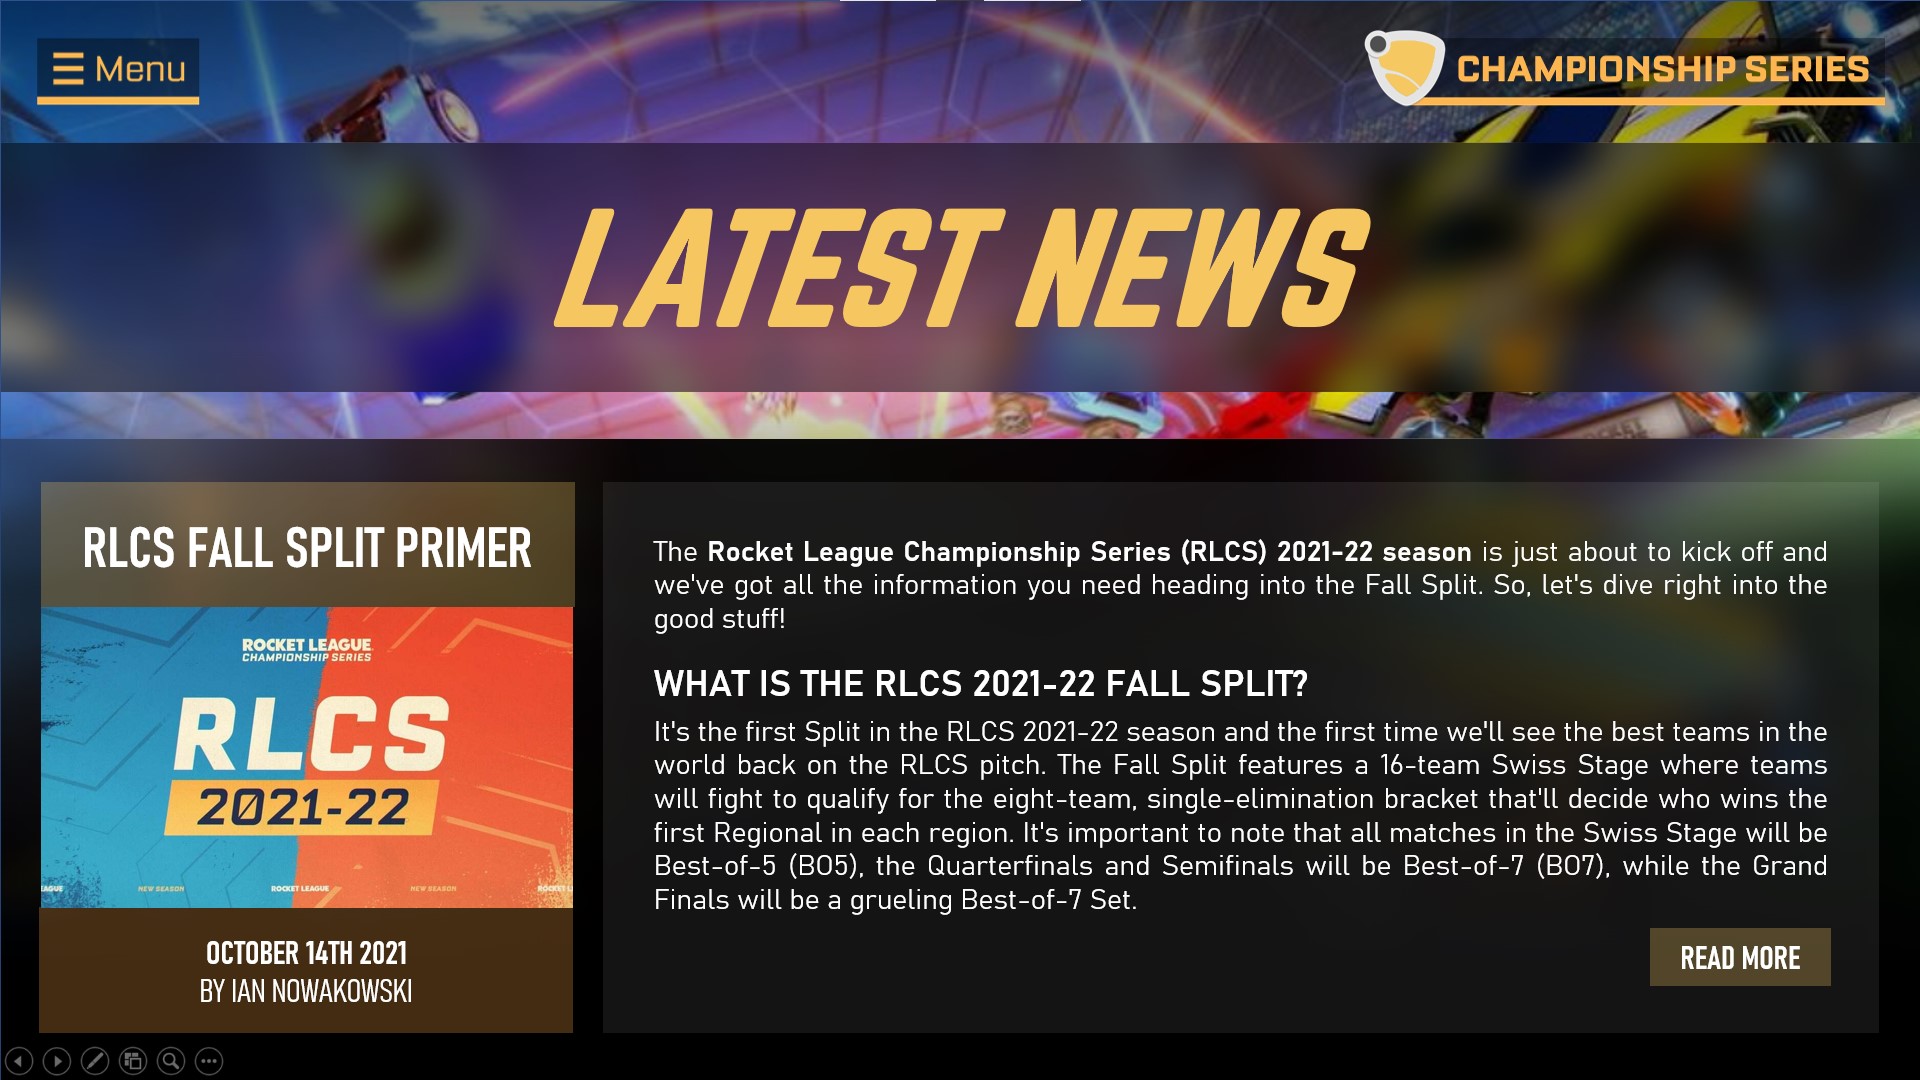 Menu
CHAMPIONSHIP SERIES
LATEST NEWS
RLCS FALL SPLIT PRIMER
ROCKET LEAGUE
CHAMPIONSHIP SERIES
RLCS
2021-22
EAGUE NEW SEASON ROCKET LEAGUE NEW SEASON ROCKET L
OCTOBER 14TH 2021
BY IAN NOWAKOWSKI
The Rocket League Championship Series (RLCS) 2021-22 season is just about to kick off and
we've got all the information you need heading into the Fall Split. So, let's dive right into the
good stuff!
WHAT IS THE RLCS 2021-22 FALL SPLIT?
It's the first Split in the RLCS 2021-22 season and the first time we'll see the best teams in the
world back on the RLCS pitch. The Fall Split features a 16-team Swiss Stage where teams
will fight to qualify for the eight-team, single-elimination bracket that'll decide who wins the
first Regional in each region. It's important to note that all matches in the Swiss Stage will be
Best-of-5 (BO5), the Quarterfinals and Semifinals will be Best-of-7 (BO7), while the Grand
Finals will be a grueling Best-of-7 Set.
READ MORE